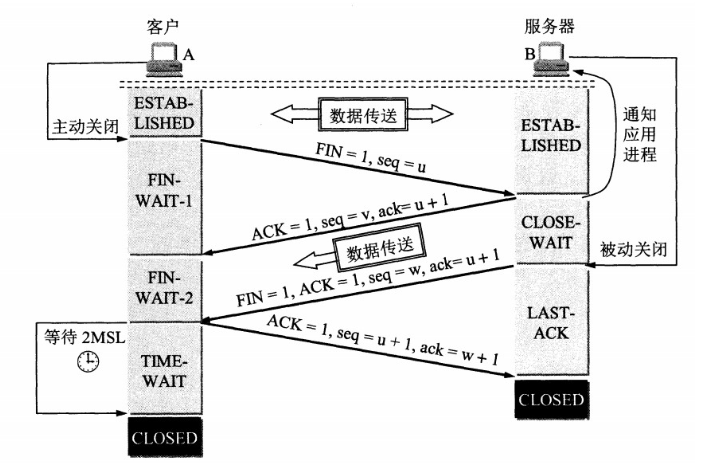 客户
A
服务器
B
ESTAB-
LISHED
主动关闭
数据传送
ESTAB-
LISHED
通知
应用
进程
FIN = 1, seq = u
FIN-
WAIT-1
ACK = 1, seq = v, ack= u + 1
CLOSE-
WAIT
数据传送
被动关闭
FIN-
WAIT-2
FIN = 1, ACK = 1, seq = w, ack= u + 1
LAST-
ACK
等待 2MSL
ACK = 1, seq = u + 1, ack = w + 1
TIME-
WAIT
CLOSED
CLOSED